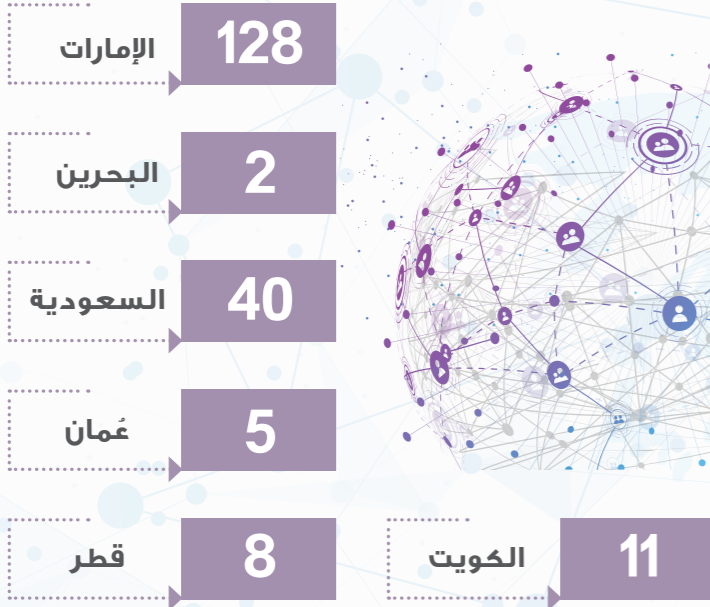 الإمارات 128
البحرين 2
السعودية 40
عُمان 5
الكويت 11
قطر 8